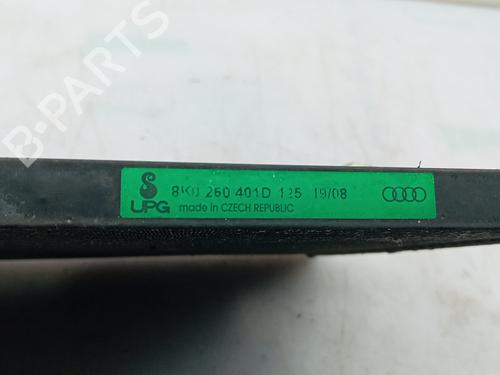 B-PARTS
8K0 260 401D 125 19/08
UPG made in CZECH REPUBLIC